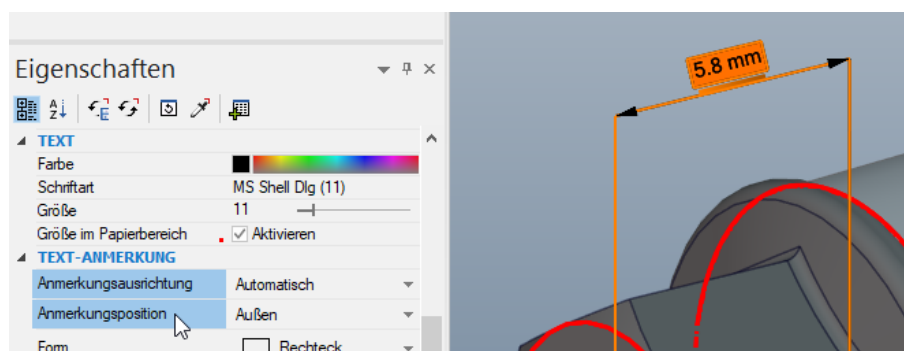 Eigenschaften
TEXT
Farbe
Schriftart MS Shell Dlg (11)
Größe 11
Größe im Papierbereich Aktivieren
TEXT-ANMERKUNG
Anmerkungsausrichtung Automatisch
Anmerkungsposition Außen
Form Rechteck
5.8 mm